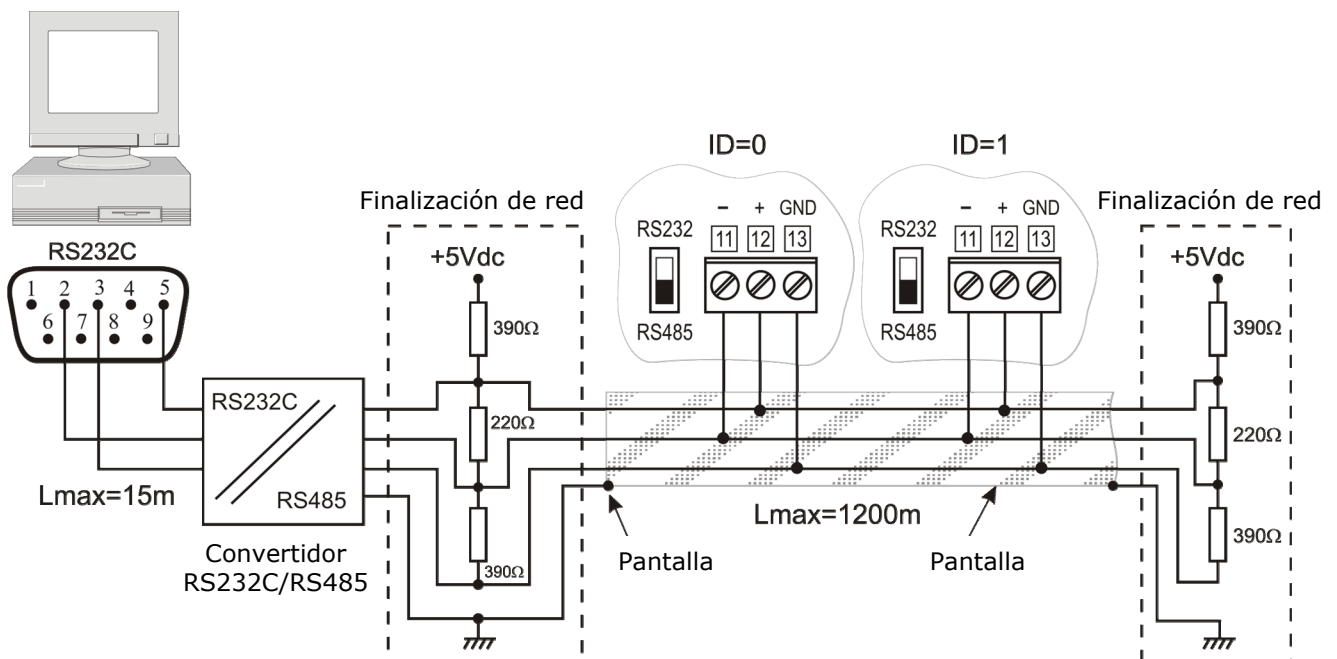 RS232C
1 2 3 4 5
6 7 8 9
Lmax=15m
RS232C
RS485
Convertidor
RS232C/RS485
Finalización de red
+5Vdc
390Ω
220Ω
390Ω
ID=0
RS232
RS485
− + GND
11 12 13
ID=1
RS232
RS485
− + GND
11 12 13
Lmax=1200m
Pantalla
Pantalla
Finalización de red
+5Vdc
390Ω
220Ω
390Ω